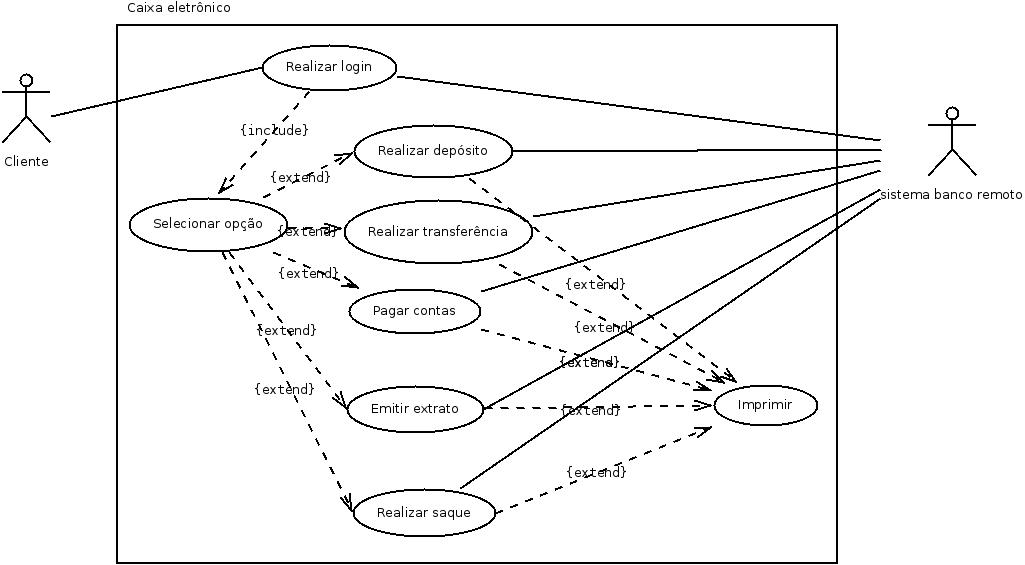 Caixa eletrônico
Realizar login
Cliente
{include}
Realizar depósito
{extend}
sistema banco remoto
Selecionar opção
{extend}
Realizar transferência
{extend}
{extend}
Pagar contas
{extend}
{extend}
{extend}
{extend}
Emitir extrato
{extend}
Imprimir
{extend}
Realizar saque